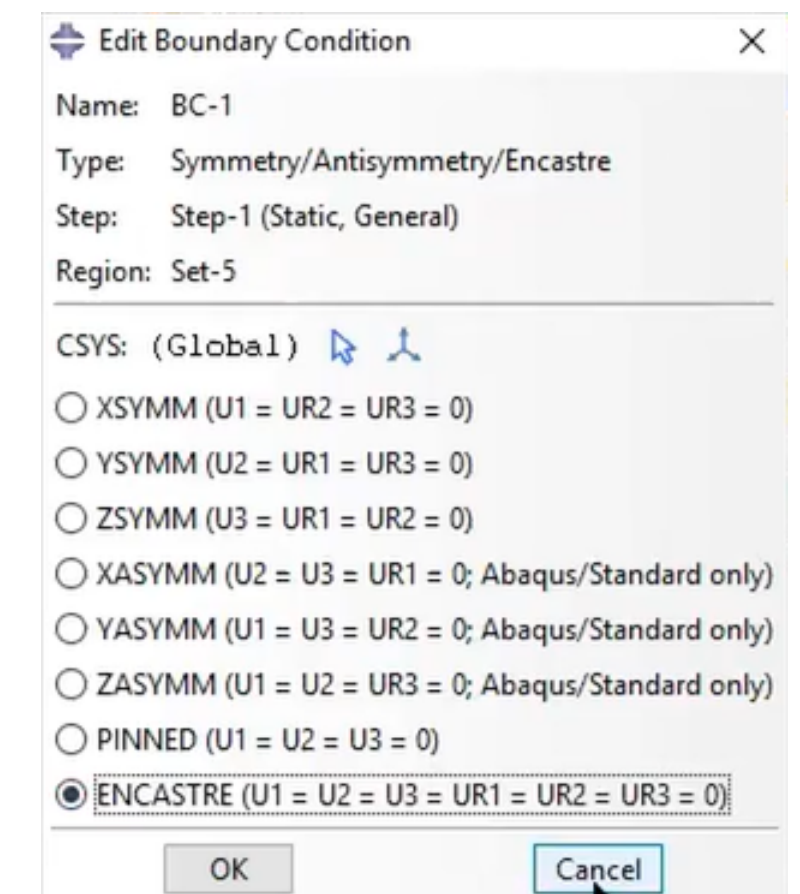 Edit Boundary Condition
Name: BC-1
Type: Symmetry/Antisymmetry/Encastre
Step: Step-1 (Static, General)
Region: Set-5
CSYS: (Global)
XSYMM (U1 = UR2 = UR3 = 0)
YSYMM (U2 = UR1 = UR3 = 0)
ZSYMM (U3 = UR1 = UR2 = 0)
XASYMM (U2 = U3 = UR1 = 0; Abaqus/Standard only)
YASYMM (U1 = U3 = UR2 = 0; Abaqus/Standard only)
ZASYMM (U1 = U2 = UR3 = 0; Abaqus/Standard only)
PINNED (U1 = U2 = U3 = 0)
ENCASTRE (U1 = U2 = U3 = UR1 = UR2 = UR3 = 0)
OK Cancel